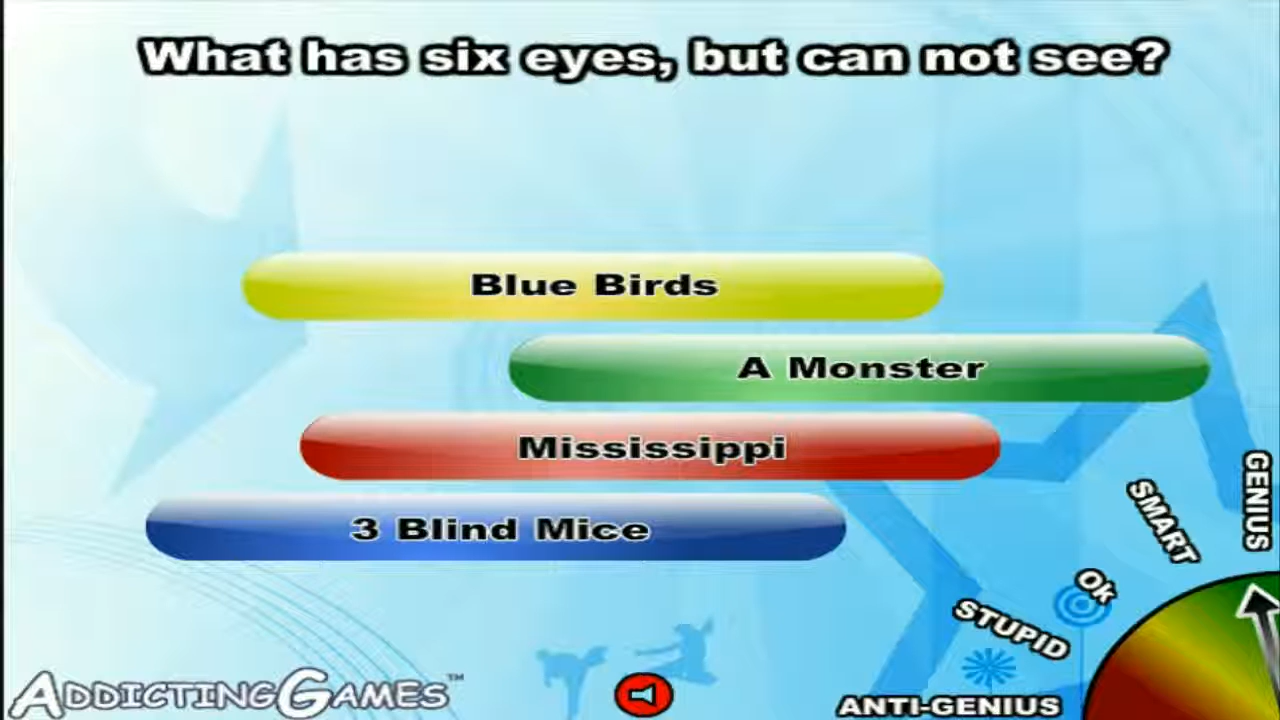 What has six eyes, but can not see?
Blue Birds
A Monster
Mississippi
3 Blind Mice
GENIUS
SMART
Ok
STUPID
ANTI-GENIUS
ADDICTINGGAMES™